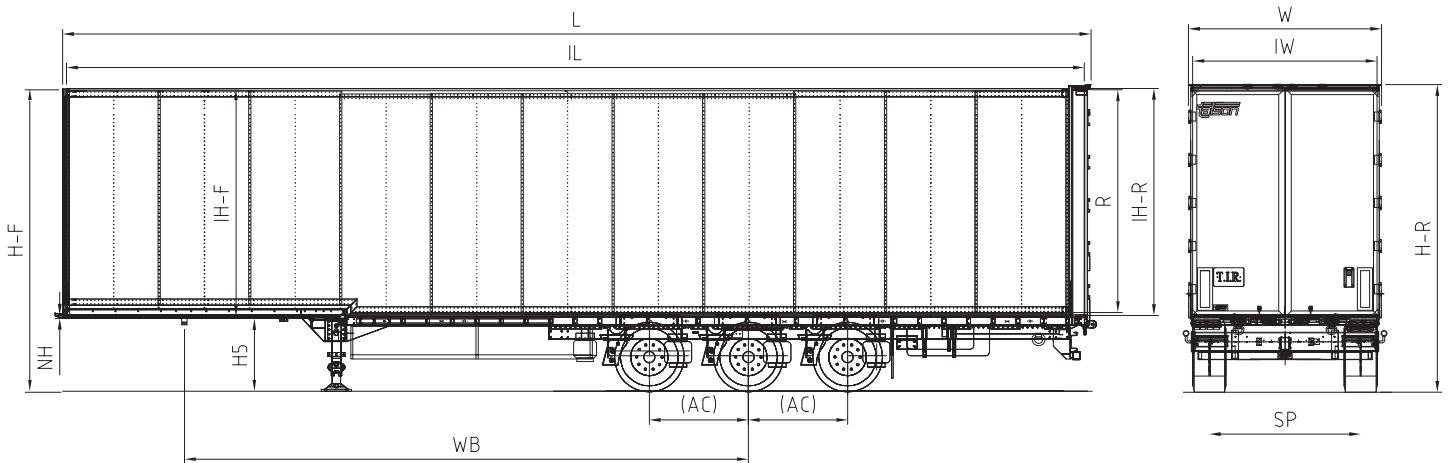 L
IL
W
IW
H-F
IH-F
R
IH-R
H-R
T.I.R.
NH
H5
(AC)
(AC)
WB
SP